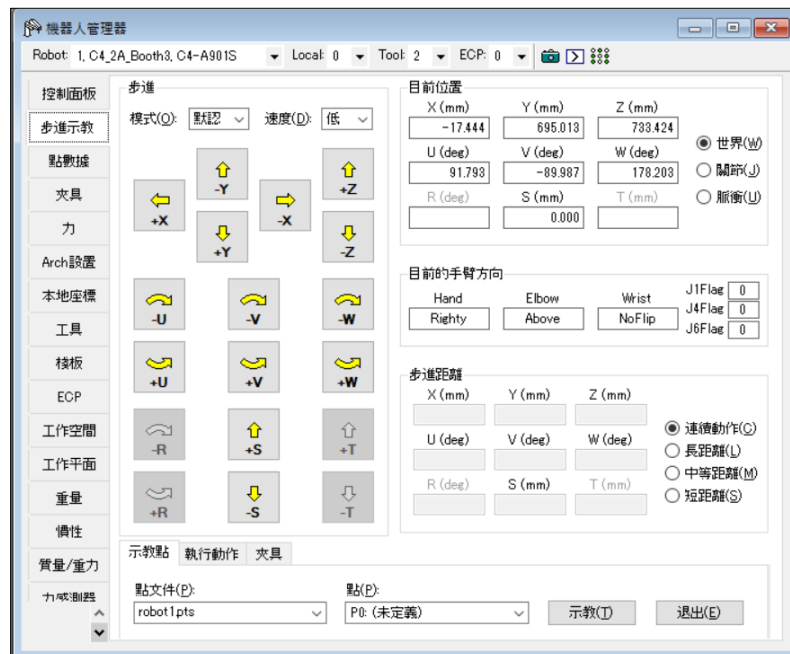 機器人管理器
Robot: 1, C4_2A_Booth3, C4-A901S Local: 0 Tool: 2 ECP: 0
控制面板
步進示教
點數據
夾具
力
Arch設置
本地座標
工具
棧板
ECP
工作空間
工作平面
重量
慣性
質量/重力
力感測器
步進
模式(O): 默認 速度(D): 低
+X
-Y
+Y
-X
+Z
-Z
-U -V -W
+U +V +W
-R +S +T
+R -S -T
目前位置
X (mm) Y (mm) Z (mm)
-17.444 695.013 733.424
U (deg) V (deg) W (deg)
91.793 -89.987 178.203
R (deg) S (mm) T (mm)
0.000
世界(W)
關節(J)
脈衝(U)
目前的手臂方向
Hand Elbow Wrist
Righty Above NoFlip
J1Flag 0
J4Flag 0
J6Flag 0
步進距離
X (mm) Y (mm) Z (mm)
U (deg) V (deg) W (deg)
R (deg) S (mm) T (mm)
連續動作(C)
長距離(L)
中等距離(M)
短距離(S)
示教點 執行動作 夾具
點文件(P): 點(P):
robot1.pts P0: (未定義) 示教(T) 退出(E)